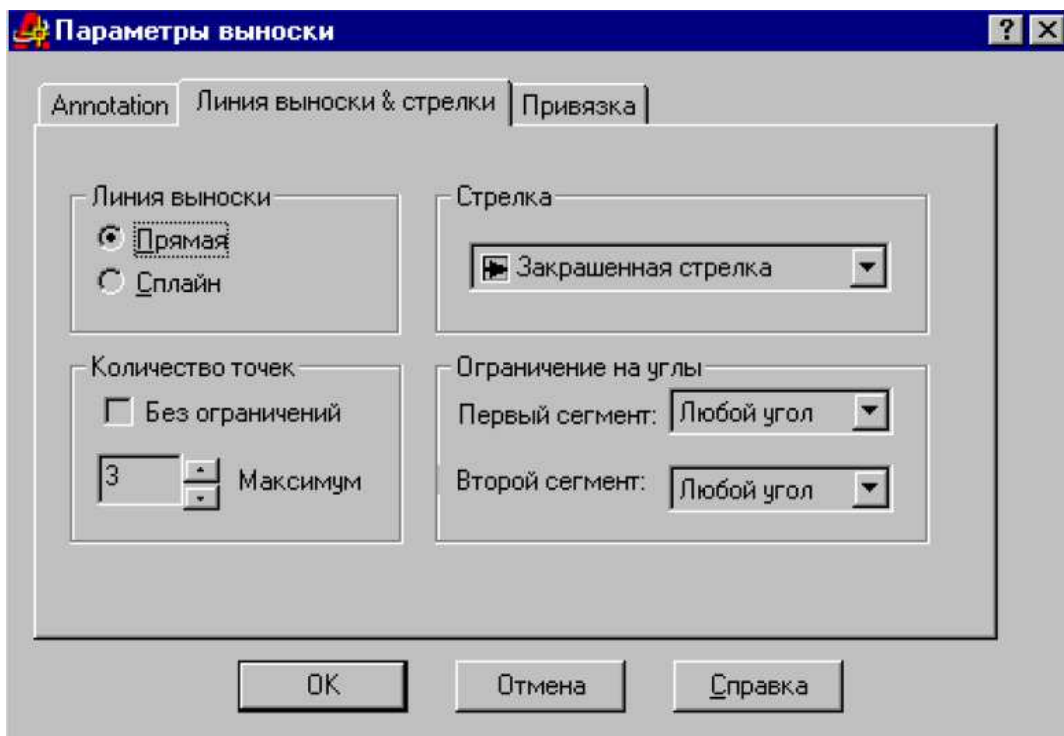 Параметры выноски
Annotation Линия выноски & стрелки Привязка
Линия выноски
Прямая
Сплайн
Стрелка
Закрашенная стрелка
Количество точек
Без ограничений
3 Максимум
Ограничение на углы
Первый сегмент: Любой угол
Второй сегмент: Любой угол
OK Отмена Справка